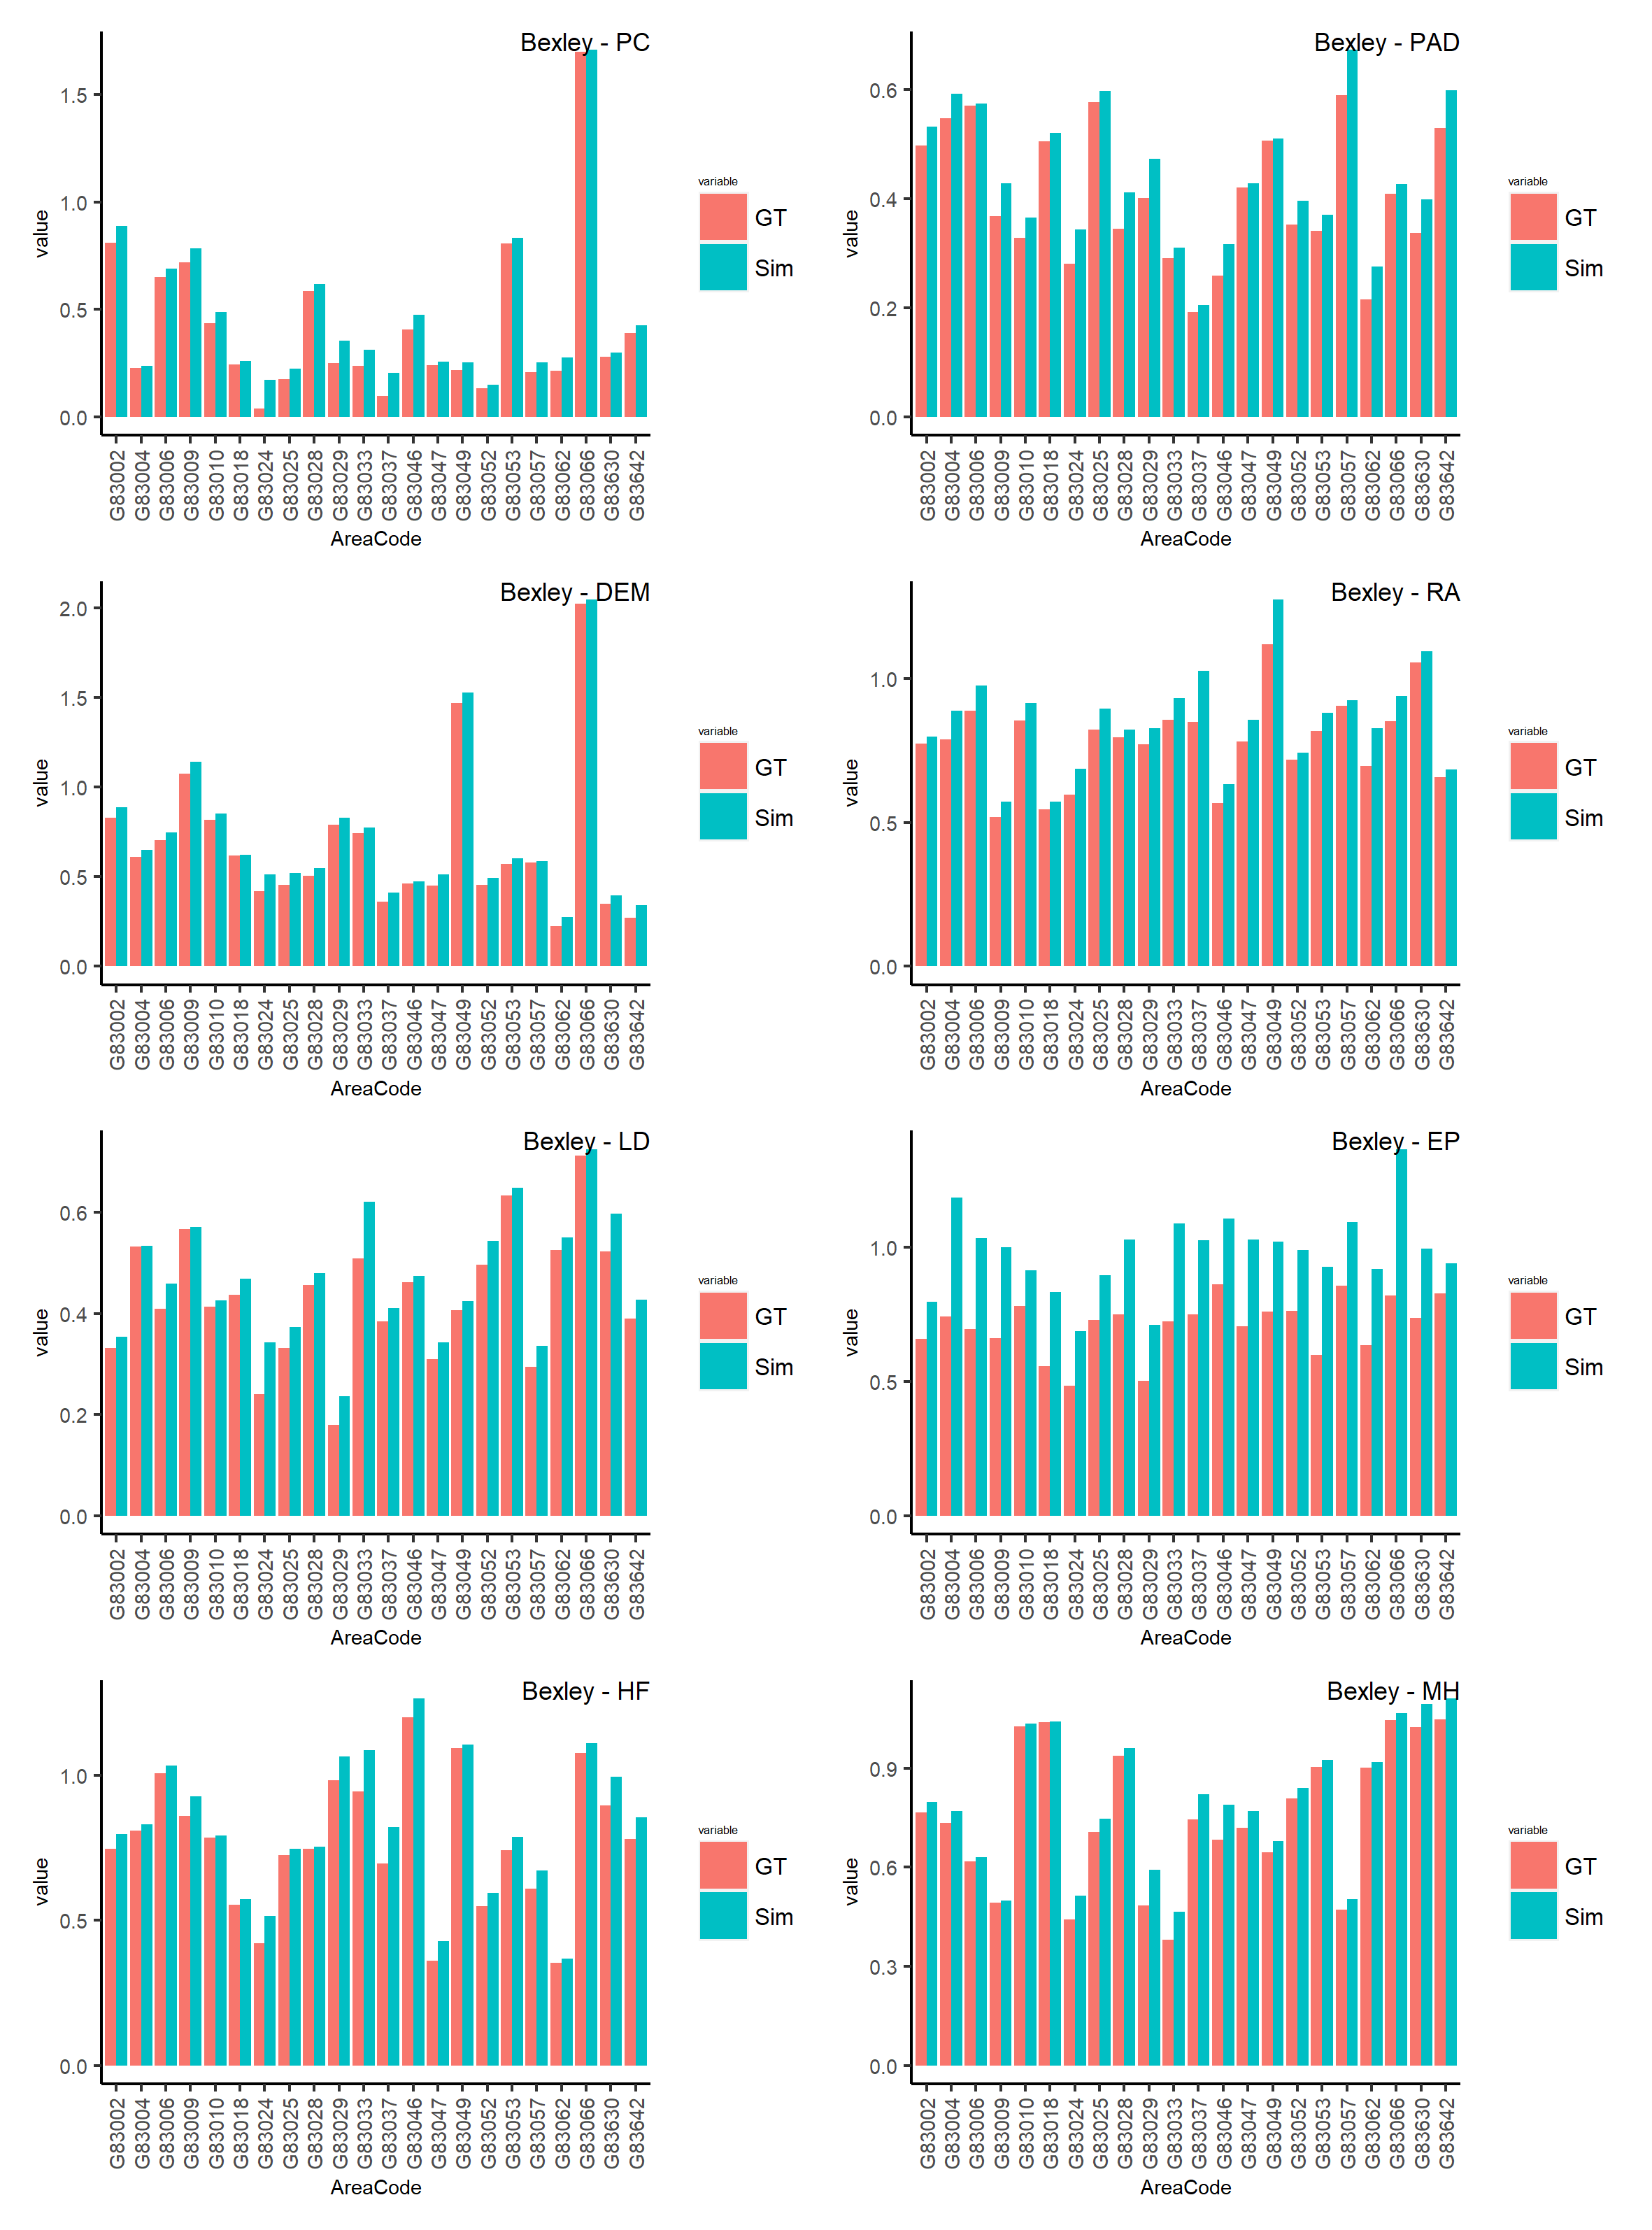 Bexley - PC
1.5
1.0
0.5
0.0
value
G83002 G83004 G83006 G83009 G83010 G83018 G83024 G83025 G83028 G83029 G83033 G83037 G83046 G83047 G83049 G83052 G83053 G83057 G83062 G83066 G83630 G83642
AreaCode
variable
GT
Sim
Bexley - PAD
0.6
0.4
0.2
0.0
value
G83002 G83004 G83006 G83009 G83010 G83018 G83024 G83025 G83028 G83029 G83033 G83037 G83046 G83047 G83049 G83052 G83053 G83057 G83062 G83066 G83630 G83642
AreaCode
variable
GT
Sim
Bexley - DEM
2.0
1.5
1.0
0.5
0.0
value
G83002 G83004 G83006 G83009 G83010 G83018 G83024 G83025 G83028 G83029 G83033 G83037 G83046 G83047 G83049 G83052 G83053 G83057 G83062 G83066 G83630 G83642
AreaCode
variable
GT
Sim
Bexley - RA
1.0
0.5
0.0
value
G83002 G83004 G83006 G83009 G83010 G83018 G83024 G83025 G83028 G83029 G83033 G83037 G83046 G83047 G83049 G83052 G83053 G83057 G83062 G83066 G83630 G83642
AreaCode
variable
GT
Sim
Bexley - LD
0.6
0.4
0.2
0.0
value
G83002 G83004 G83006 G83009 G83010 G83018 G83024 G83025 G83028 G83029 G83033 G83037 G83046 G83047 G83049 G83052 G83053 G83057 G83062 G83066 G83630 G83642
AreaCode
variable
GT
Sim
Bexley - EP
1.0
0.5
0.0
value
G83002 G83004 G83006 G83009 G83010 G83018 G83024 G83025 G83028 G83029 G83033 G83037 G83046 G83047 G83049 G83052 G83053 G83057 G83062 G83066 G83630 G83642
AreaCode
variable
GT
Sim
Bexley - HF
1.0
0.5
0.0
value
G83002 G83004 G83006 G83009 G83010 G83018 G83024 G83025 G83028 G83029 G83033 G83037 G83046 G83047 G83049 G83052 G83053 G83057 G83062 G83066 G83630 G83642
AreaCode
variable
GT
Sim
Bexley - MH
0.9
0.6
0.3
0.0
value
G83002 G83004 G83006 G83009 G83010 G83018 G83024 G83025 G83028 G83029 G83033 G83037 G83046 G83047 G83049 G83052 G83053 G83057 G83062 G83066 G83630 G83642
AreaCode
variable
GT
Sim